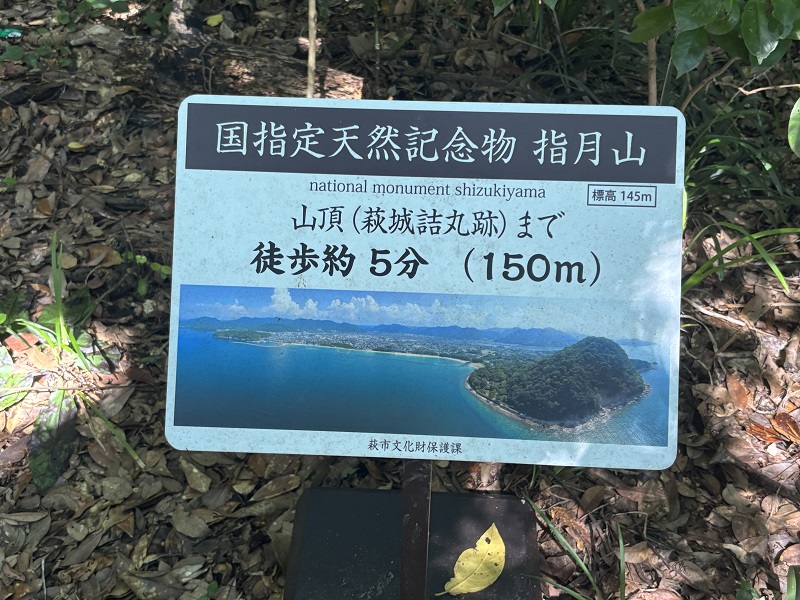 国指定天然記念物 指月山
national monument shizukiyama
標高 145m
山頂(萩城詰丸跡)まで
徒歩約 5分 (150m)
萩市文化財保護課